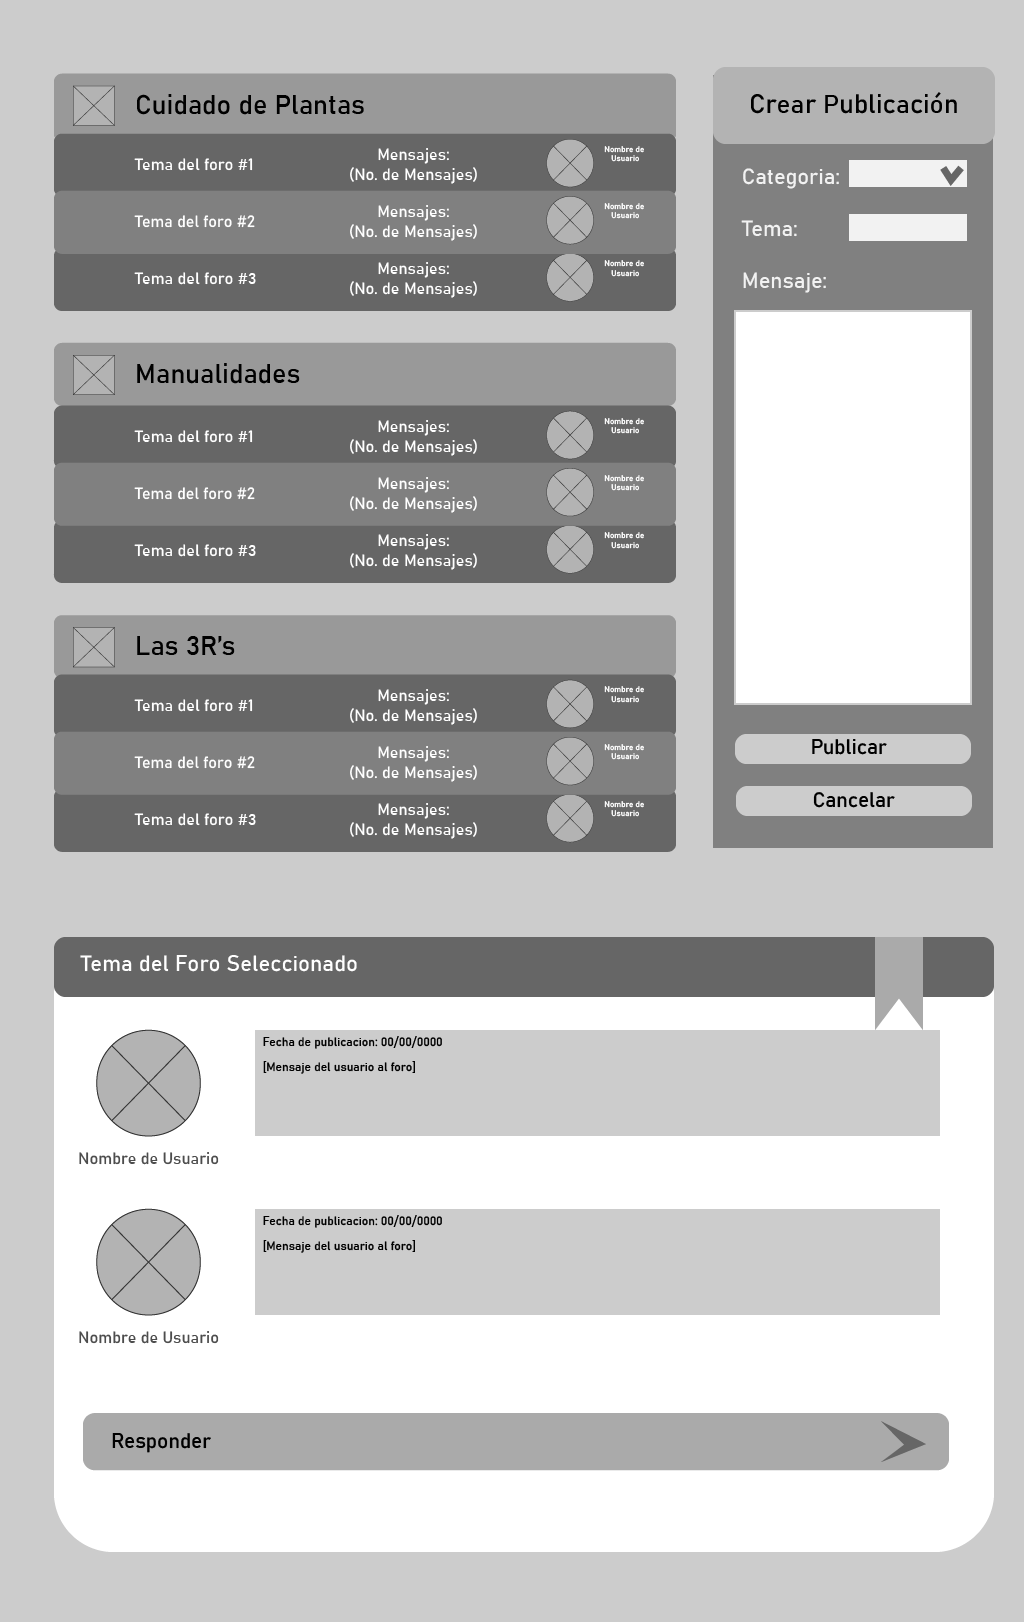 Cuidado de Plantas
Tema del foro #1
Mensajes:
(No. de Mensajes)
Nombre de
Usuario
Tema del foro #2
Mensajes:
(No. de Mensajes)
Nombre de
Usuario
Tema del foro #3
Mensajes:
(No. de Mensajes)
Nombre de
Usuario
Manualidades
Tema del foro #1
Mensajes:
(No. de Mensajes)
Nombre de
Usuario
Tema del foro #2
Mensajes:
(No. de Mensajes)
Nombre de
Usuario
Tema del foro #3
Mensajes:
(No. de Mensajes)
Nombre de
Usuario
Las 3R's
Tema del foro #1
Mensajes:
(No. de Mensajes)
Nombre de
Usuario
Tema del foro #2
Mensajes:
(No. de Mensajes)
Nombre de
Usuario
Tema del foro #3
Mensajes:
(No. de Mensajes)
Nombre de
Usuario
Crear Publicación
Categoria:
Tema:
Mensaje:
Publicar
Cancelar
Tema del Foro Seleccionado
Fecha de publicacion: 00/00/0000
[Mensaje del usuario al foro]
Nombre de Usuario
Fecha de publicacion: 00/00/0000
[Mensaje del usuario al foro]
Nombre de Usuario
Responder